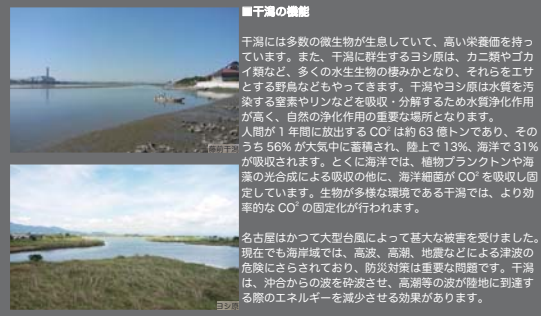 ■干潟の機能
干潟には多数の微生物が生息していて、高い栄養価を持っ
ています。また、干潟に群生するヨシ原は、カニ類やゴカ
イ類など、多くの水生生物の棲みかとなり、それらをエサ
とする野鳥などもやってきます。干潟やヨシ原は水質を汚
染する窒素やリンなどを吸収・分解するため水質浄化作用
が高く、自然の浄化作用の重要な場所となります。
人間が 1 年間に放出する CO² は約 63 億トンであり、その
うち 56% が大気中に蓄積され、陸上で 13%、海洋で 31%
が吸収されます。とくに海洋では、植物プランクトンや海
藻の光合成による吸収の他に、海洋細菌が CO² を吸収し固
定しています。生物が多様な環境である干潟では、より効
率的な CO² の固定化が行われます。
名古屋はかつて大型台風によって甚大な被害を受けました。
現在でも海岸域では、高波、高潮、地震などによる津波の
危険にさらされており、防災対策は重要な問題です。干潟
は、沖合からの波を砕波させ、高潮等の波が陸地に到達す
る際のエネルギーを減少させる効果があります。
藤前干潟
ヨシ原